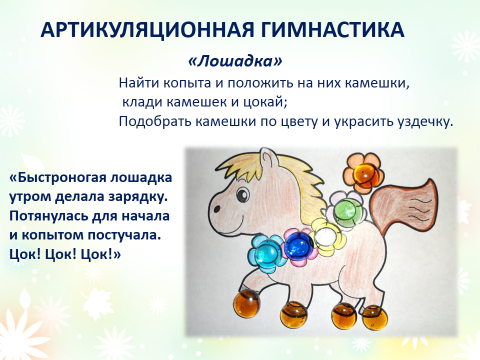 АРТИКУЛЯЦИОННАЯ ГИМНАСТИКА
«Лошадка»
Найти копыта и положить на них камешки,
клади камешек и цокай;
Подобрать камешки по цвету и украсить уздечку.
«Быстроногая лошадка
утром делала зарядку.
Потянулась для начала
и копытом постучала.
Цок! Цок! Цок!»